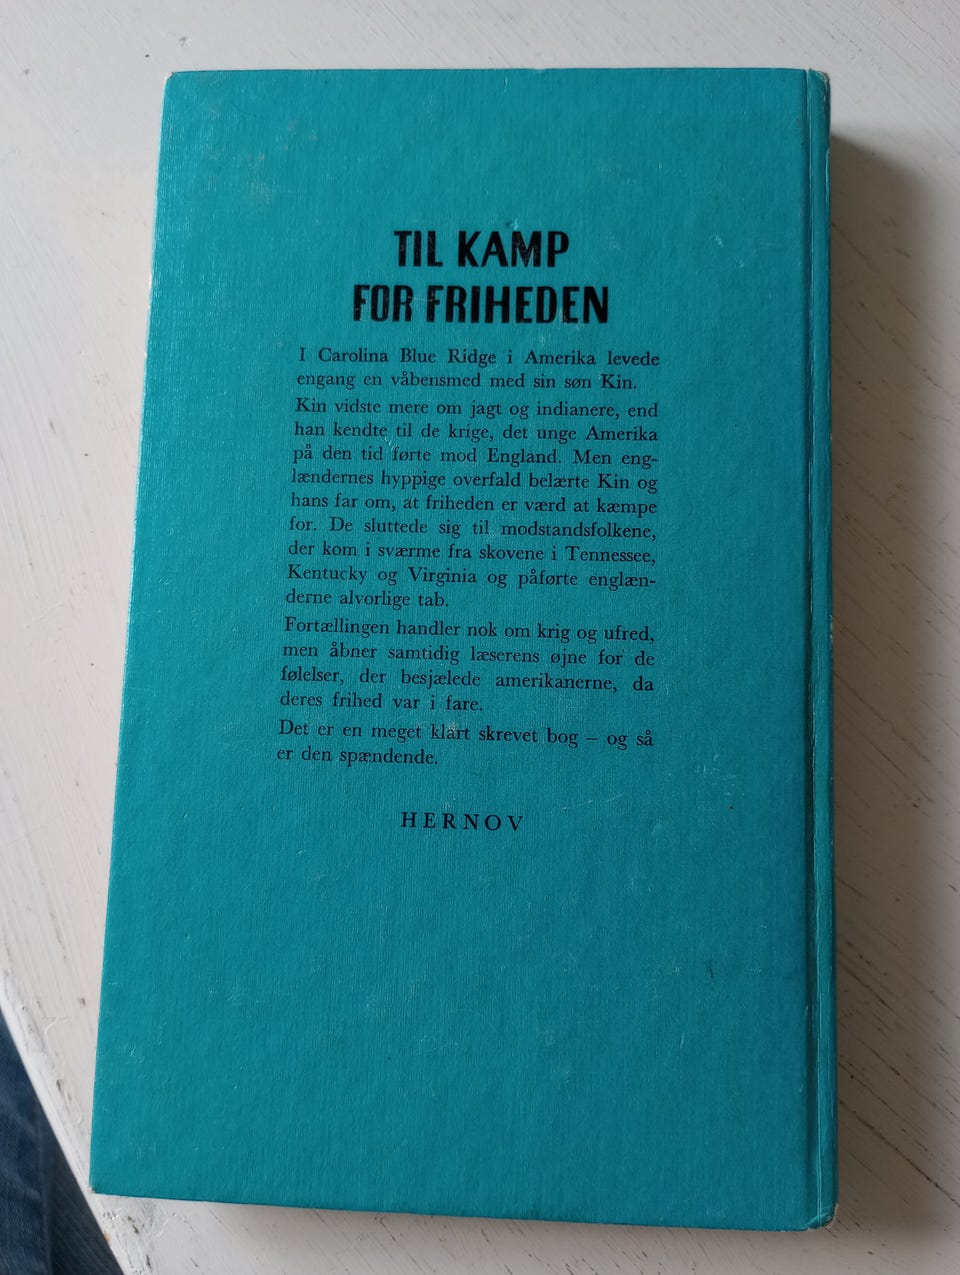 TIL KAMP
FOR FRIHEDEN
I Carolina Blue Ridge i Amerika levede
engang en våbensmed med sin søn Kin.
Kin vidste mere om jagt og indianere, end
han kendte til de krige, det unge Amerika
på den tid førte mod England. Men eng-
lændernes hyppige overfald belærte Kin og
hans far om, at friheden er værd at kæmpe
for. De sluttede sig til modstandsfolkene,
der kom i sværme fra skovene i Tennessee,
Kentucky og Virginia og påførte englæn-
derne alvorlige tab.
Fortællingen handler nok om krig og ufred,
men åbner samtidig læserens øjne for de
følelser, der besjælede amerikanerne, da
deres frihed var i fare.
Det er en meget klart skrevet bog – og så
er den spændende.
HERNOV